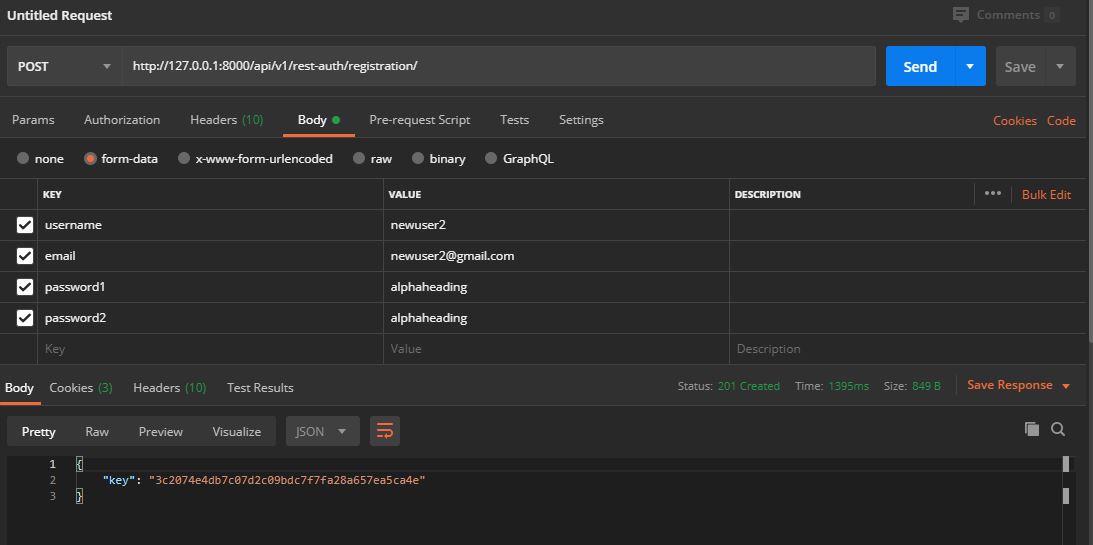 Untitled Request Comments 0
POST http://127.0.0.1:8000/api/v1/rest-auth/registration/ Send Save
Params Authorization Headers (10) Body Pre-request Script Tests Settings Cookies Code
none form-data x-www-form-urlencoded raw binary GraphQL
KEY VALUE DESCRIPTION ••• Bulk Edit
username newuser2
email newuser2@gmail.com
password1 alphaheading
password2 alphaheading
Key Value Description
Body Cookies (3) Headers (10) Test Results Status: 201 Created Time: 1395ms Size: 849 B Save Response
Pretty Raw Preview Visualize JSON
1 {
2 "key": "3c2074e4db7c07d2c09bdc7f7fa28a657ea5ca4e"
3 }